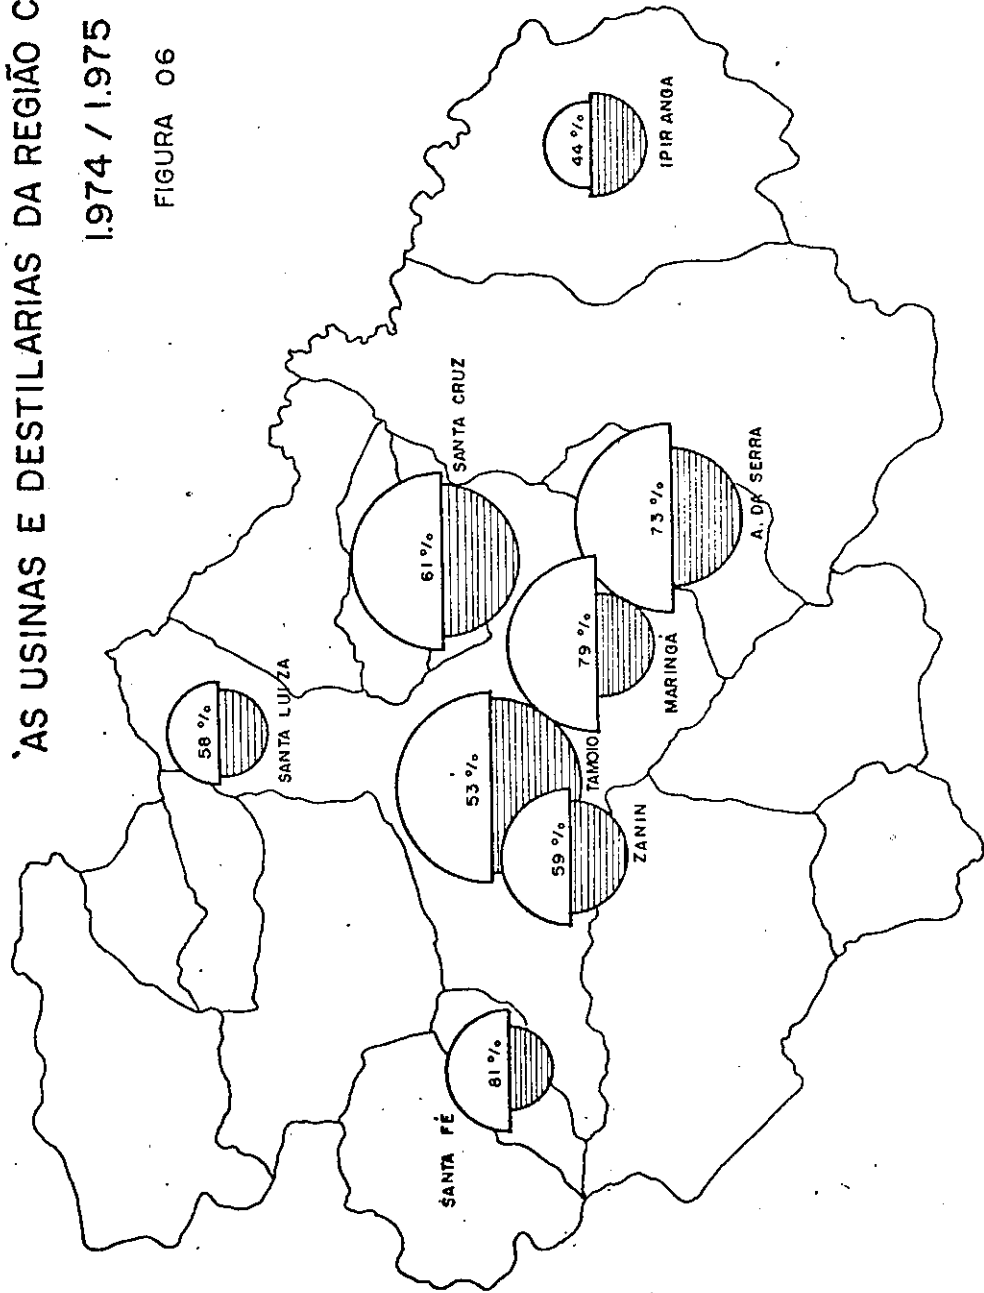 AS USINAS E DESTILARIAS DA REGIÃO C
1.974 / 1.975
FIGURA 06
44 %
IPIRANGA
SANTA CRUZ
61 %
73 %
A. DA SERRA
79 %
MARINGÁ
58 %
SANTA LUIZA
53 %
TAMOIO
59 %
ZANIN
81 %
SANTA FÉ